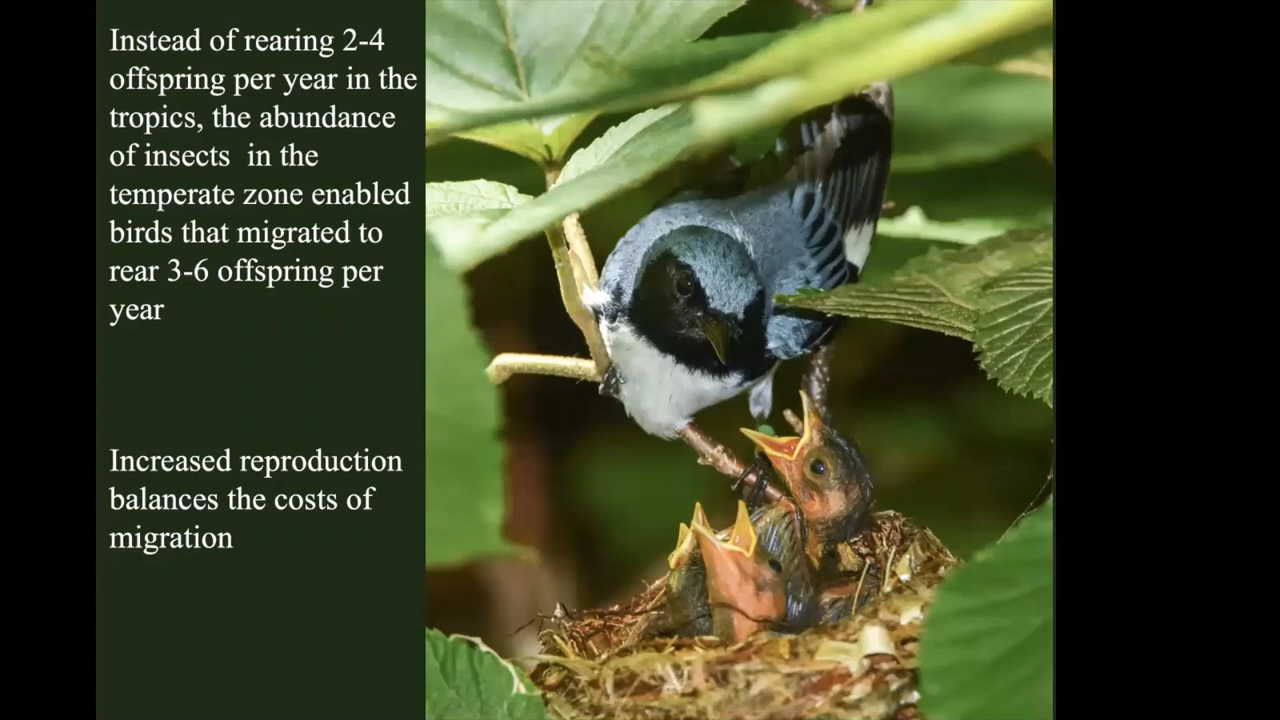 Instead of rearing 2-4
offspring per year in the
tropics, the abundance
of insects  in the
temperate zone enabled
birds that migrated to
rear 3-6 offspring per
year
Increased reproduction
balances the costs of
migration